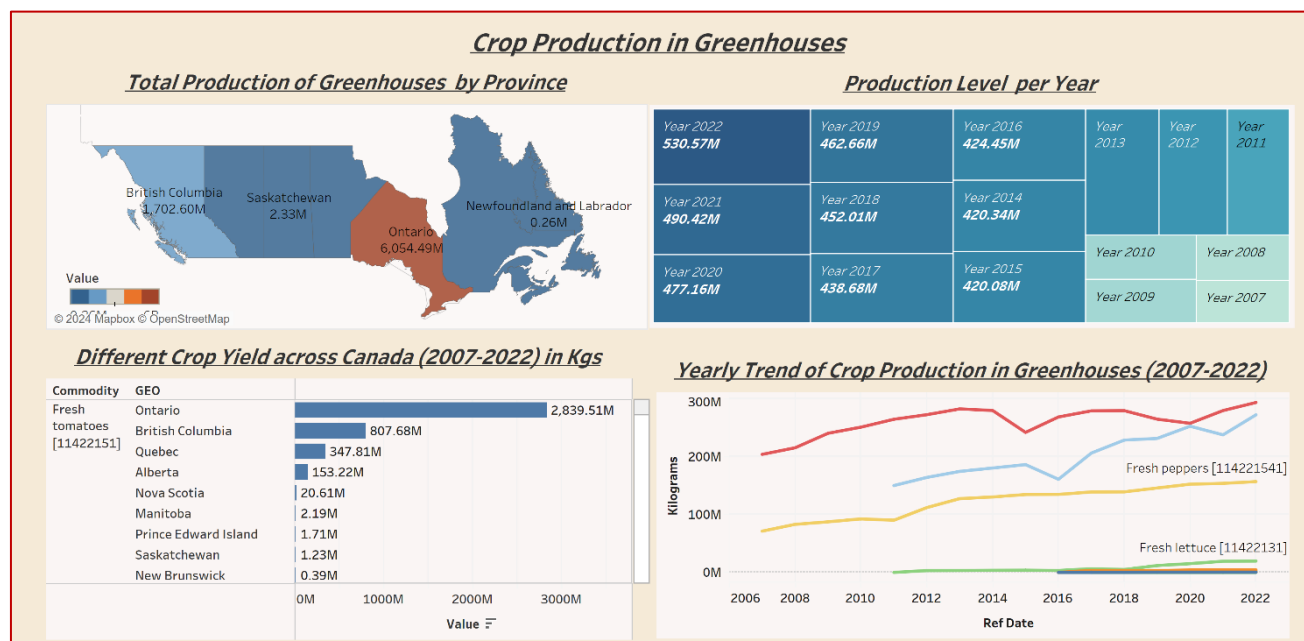 Crop Production in Greenhouses
Total Production of Greenhouses by Province
British Columbia
1,702.60M
Saskatchewan
2.33M
Ontario
6,054.49M
Newfoundland and Labrador
0.26M
Value
© 2024 Mapbox © OpenStreetMap
Production Level per Year
Year 2022
530.57M
Year 2021
490.42M
Year 2020
477.16M
Year 2019
462.66M
Year 2018
452.01M
Year 2017
438.68M
Year 2016
424.45M
Year 2014
420.34M
Year 2015
420.08M
Year
2013
Year
2012
Year
2011
Year 2010
Year 2009
Year 2008
Year 2007
Different Crop Yield across Canada (2007-2022) in Kgs
Commodity GEO
Fresh
tomatoes
[11422151]
Ontario 2,839.51M
British Columbia 807.68M
Quebec 347.81M
Alberta 153.22M
Nova Scotia 20.61M
Manitoba 2.19M
Prince Edward Island 1.71M
Saskatchewan 1.23M
New Brunswick 0.39M
0M 1000M 2000M 3000M
Value
Yearly Trend of Crop Production in Greenhouses (2007-2022)
300M
200M
100M
0M
Kilograms
Fresh peppers [114221541]
Fresh lettuce [11422131]
2006 2008 2010 2012 2014 2016 2018 2020 2022
Ref Date